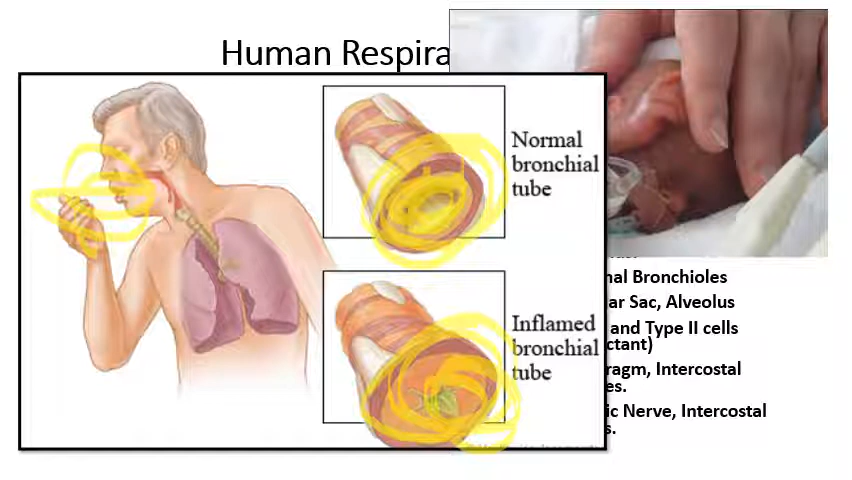 Human Respira
Normal
bronchial
tube
Inflamed
bronchial
tube
nal Bronchioles
ar Sac, Alveolus
and Type II cells
ctant)
ragm, Intercostal
es.
ic Nerve, Intercostal
s.